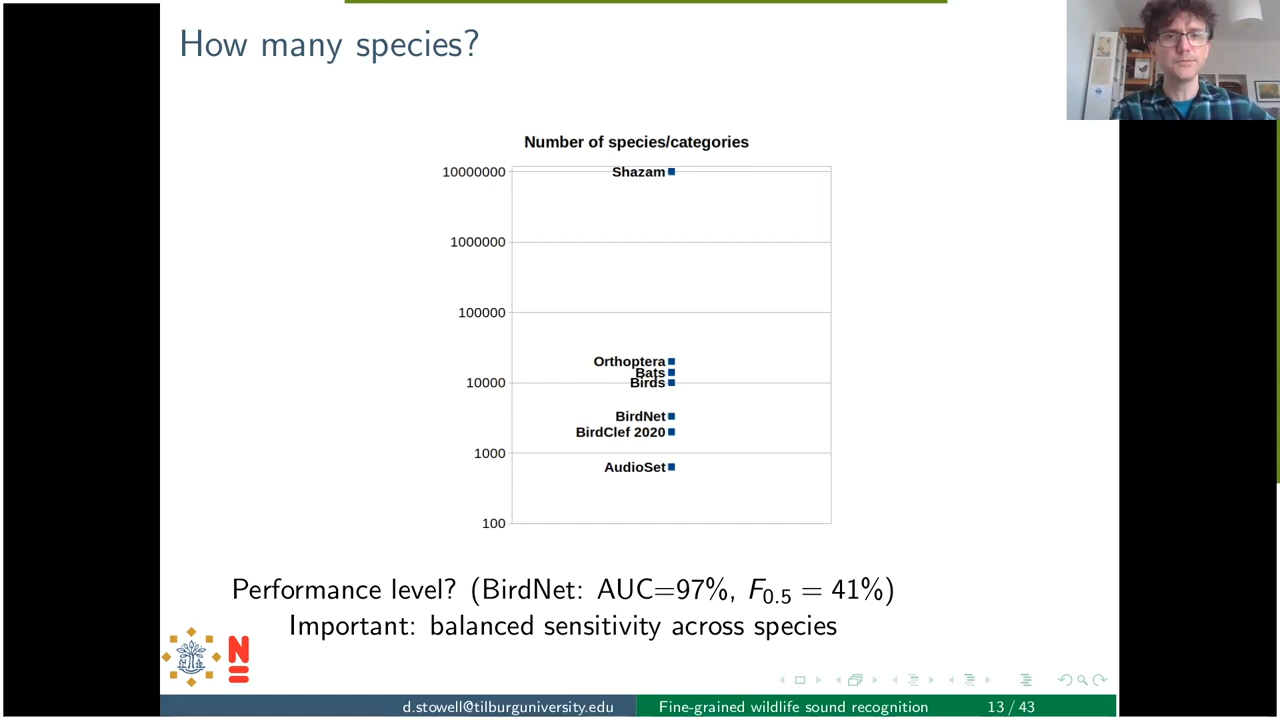 How many species?
Number of species/categories
10000000
Shazam
1000000
100000
Orthoptera
Bats
10000
Birds
BirdNet
BirdClef 2020
1000
AudioSet
100
Performance level? (BirdNet: AUC=97%, F0.5 = 41%)
Important: balanced sensitivity across species
N
d.stowell@tilburguniversity.edu Fine-grained wildlife sound recognition 13 / 43